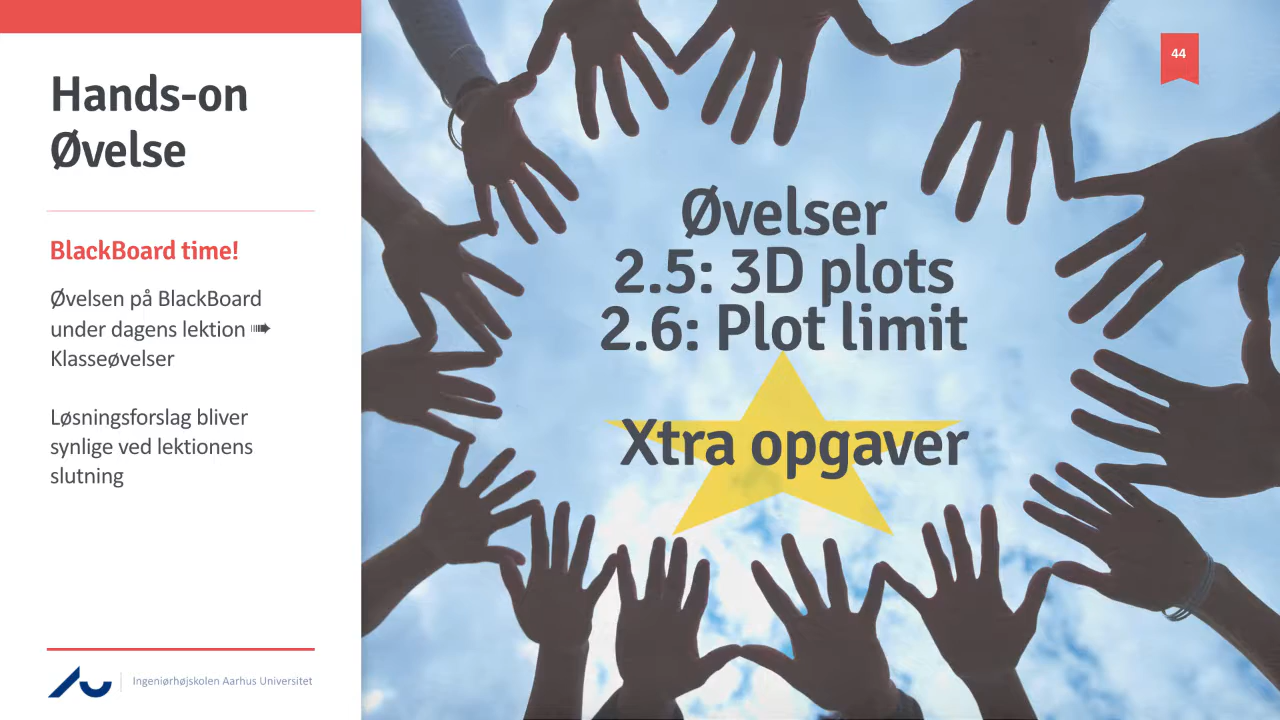 Hands-on
Øvelse
BlackBoard time!
Øvelsen på BlackBoard
under dagens lektion ➠
Klasseøvelser
Løsningsforslag bliver
synlige ved lektionens
slutning
Ingeniørhøjskolen Aarhus Universitet
44
Øvelser
2.5: 3D plots
2.6: Plot limit
Xtra opgaver